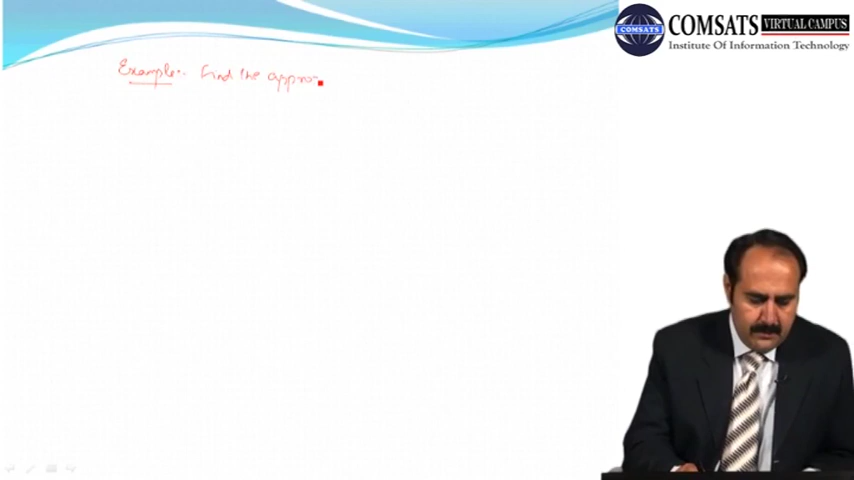 COMSATS VIRTUAL CAMPUS
COMSATS
Institute Of Information Technology
Example:- Find the appro